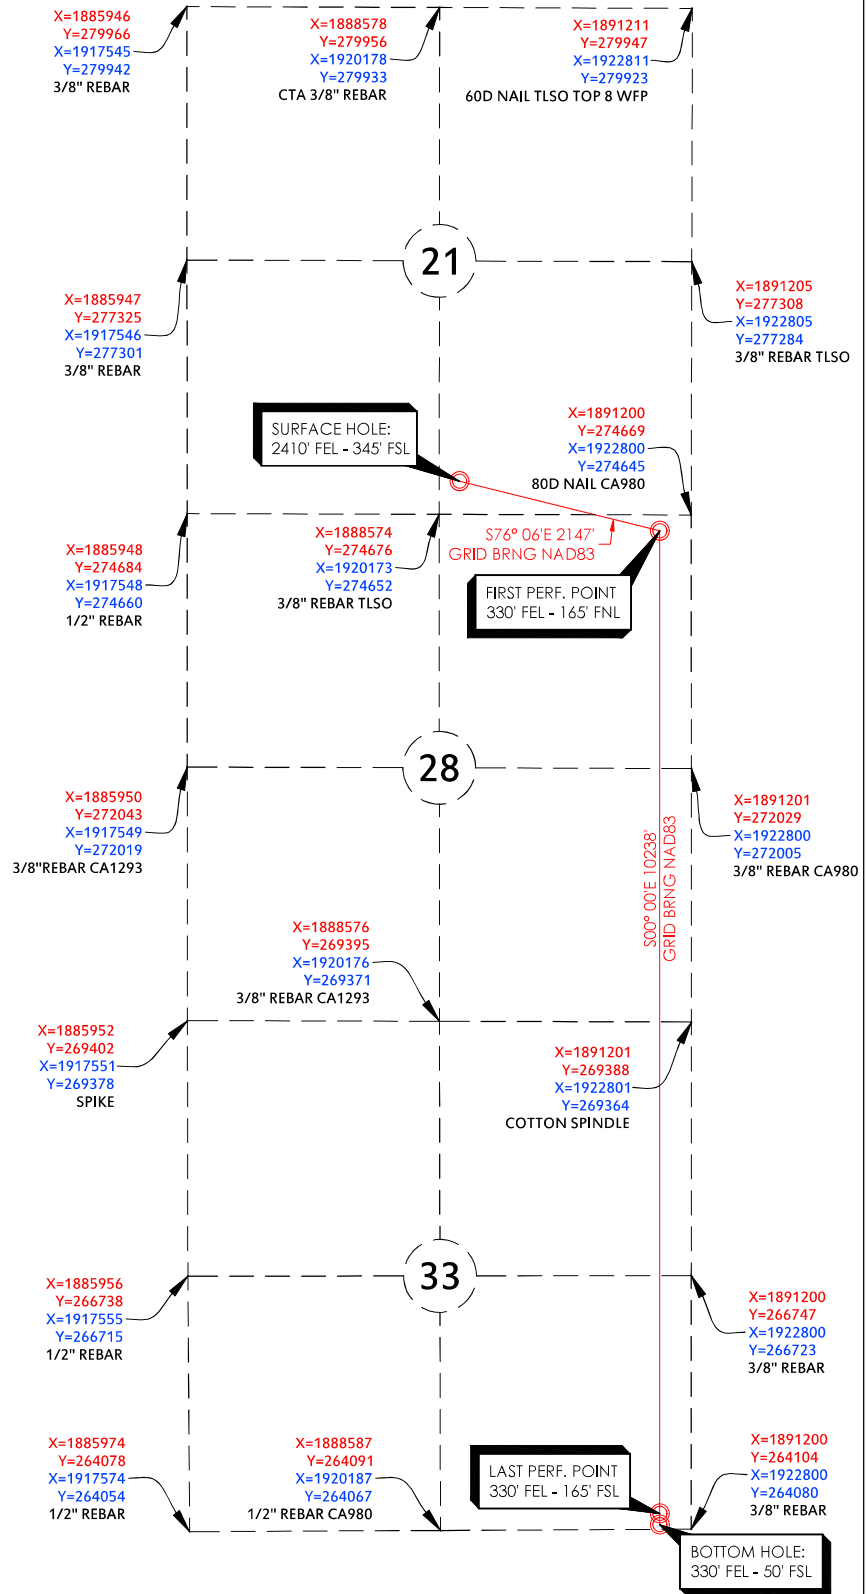 X=1885946
Y=279966
X=1917545
Y=279942
3/8" REBAR
X=1888578
Y=279956
X=1920178
Y=279933
CTA 3/8" REBAR
X=1891211
Y=279947
X=1922811
Y=279923
60D NAIL TLSO TOP 8 WFP
21
X=1885947
Y=277325
X=1917546
Y=277301
3/8" REBAR
X=1891205
Y=277308
X=1922805
Y=277284
3/8" REBAR TLSO
SURFACE HOLE:
2410' FEL - 345' FSL
X=1891200
Y=274669
X=1922800
Y=274645
80D NAIL CA980
X=1885948
Y=274684
X=1917548
Y=274660
1/2" REBAR
X=1888574
Y=274676
X=1920173
Y=274652
3/8" REBAR TLSO
S76° 06'E 2147'
GRID BRNG NAD83
FIRST PERF. POINT
330' FEL - 165' FNL
28
X=1885950
Y=272043
X=1917549
Y=272019
3/8"REBAR CA1293
X=1891201
Y=272029
X=1922800
Y=272005
3/8" REBAR CA980
S00° 00'E 10238'
GRID BRNG NAD83
X=1888576
Y=269395
X=1920176
Y=269371
3/8" REBAR CA1293
X=1885952
Y=269402
X=1917551
Y=269378
SPIKE
X=1891201
Y=269388
X=1922801
Y=269364
COTTON SPINDLE
33
X=1885956
Y=266738
X=1917555
Y=266715
1/2" REBAR
X=1891200
Y=266747
X=1922800
Y=266723
3/8" REBAR
X=1885974
Y=264078
X=1917574
Y=264054
1/2" REBAR
X=1888587
Y=264091
X=1920187
Y=264067
1/2" REBAR CA980
LAST PERF. POINT
330' FEL - 165' FSL
X=1891200
Y=264104
X=1922800
Y=264080
3/8" REBAR
BOTTOM HOLE:
330' FEL - 50' FSL